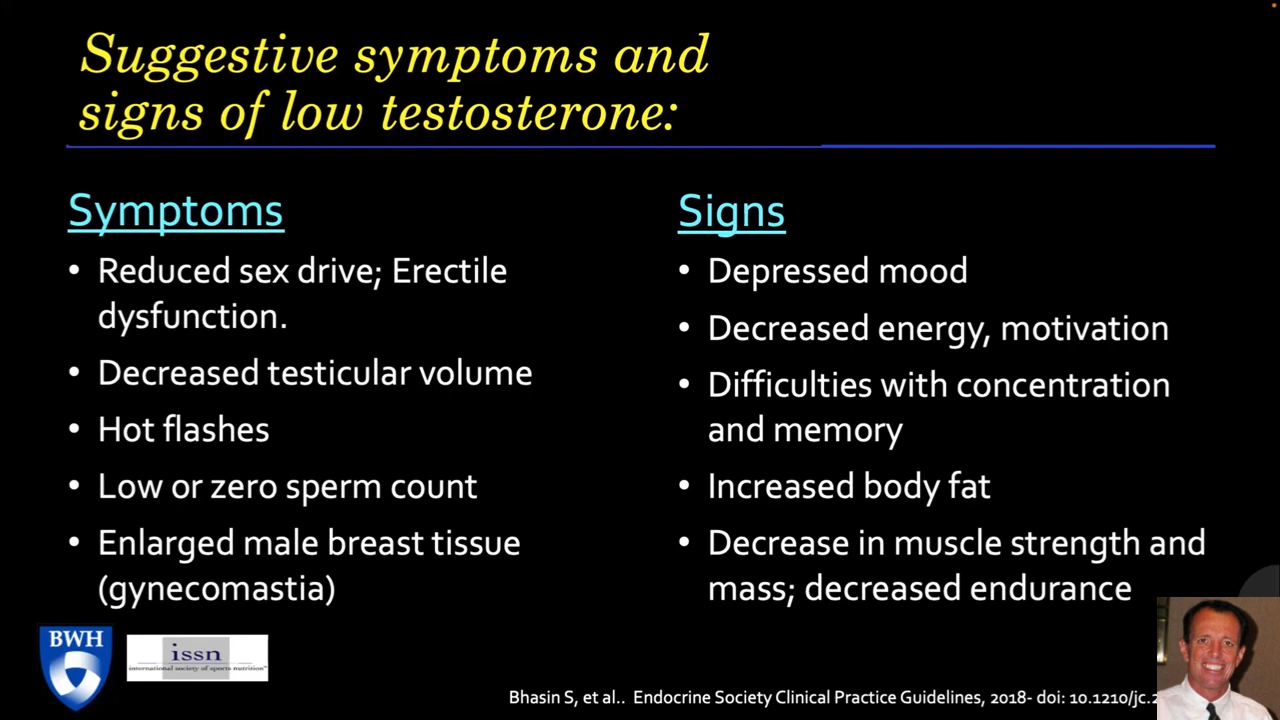 Suggestive symptoms and
signs of low testosterone:
Symptoms
• Reduced sex drive; Erectile
dysfunction.
• Decreased testicular volume
• Hot flashes
• Low or zero sperm count
• Enlarged male breast tissue
(gynecomastia)
Signs
• Depressed mood
• Decreased energy, motivation
• Difficulties with concentration
and memory
• Increased body fat
• Decrease in muscle strength and
mass; decreased endurance
BWH
issn
international society of sports nutrition
Bhasin S, et al.. Endocrine Society Clinical Practice Guidelines, 2018- doi: 10.1210/jc.2